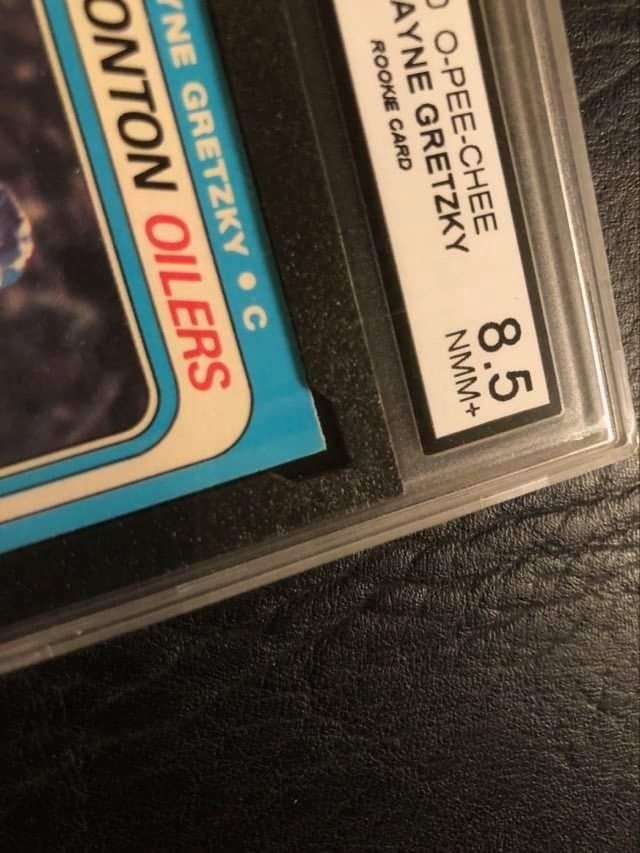 O-PEE-CHEE
AYNE GRETZKY
ROOKIE CARD
8.5
NMM+
YNE GRETZKY • C
ONTON OILERS